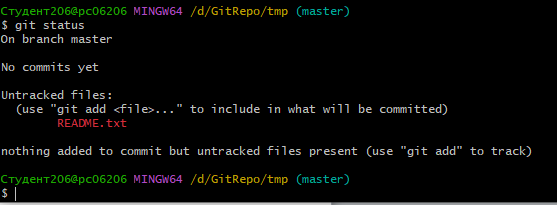 Студент206@pc06206 MINGW64 /d/GitRepo/tmp (master)
$ git status
On branch master
No commits yet
Untracked files:
(use "git add <file>..." to include in what will be committed)
README.txt
nothing added to commit but untracked files present (use "git add" to track)
Студент206@pc06206 MINGW64 /d/GitRepo/tmp (master)
$